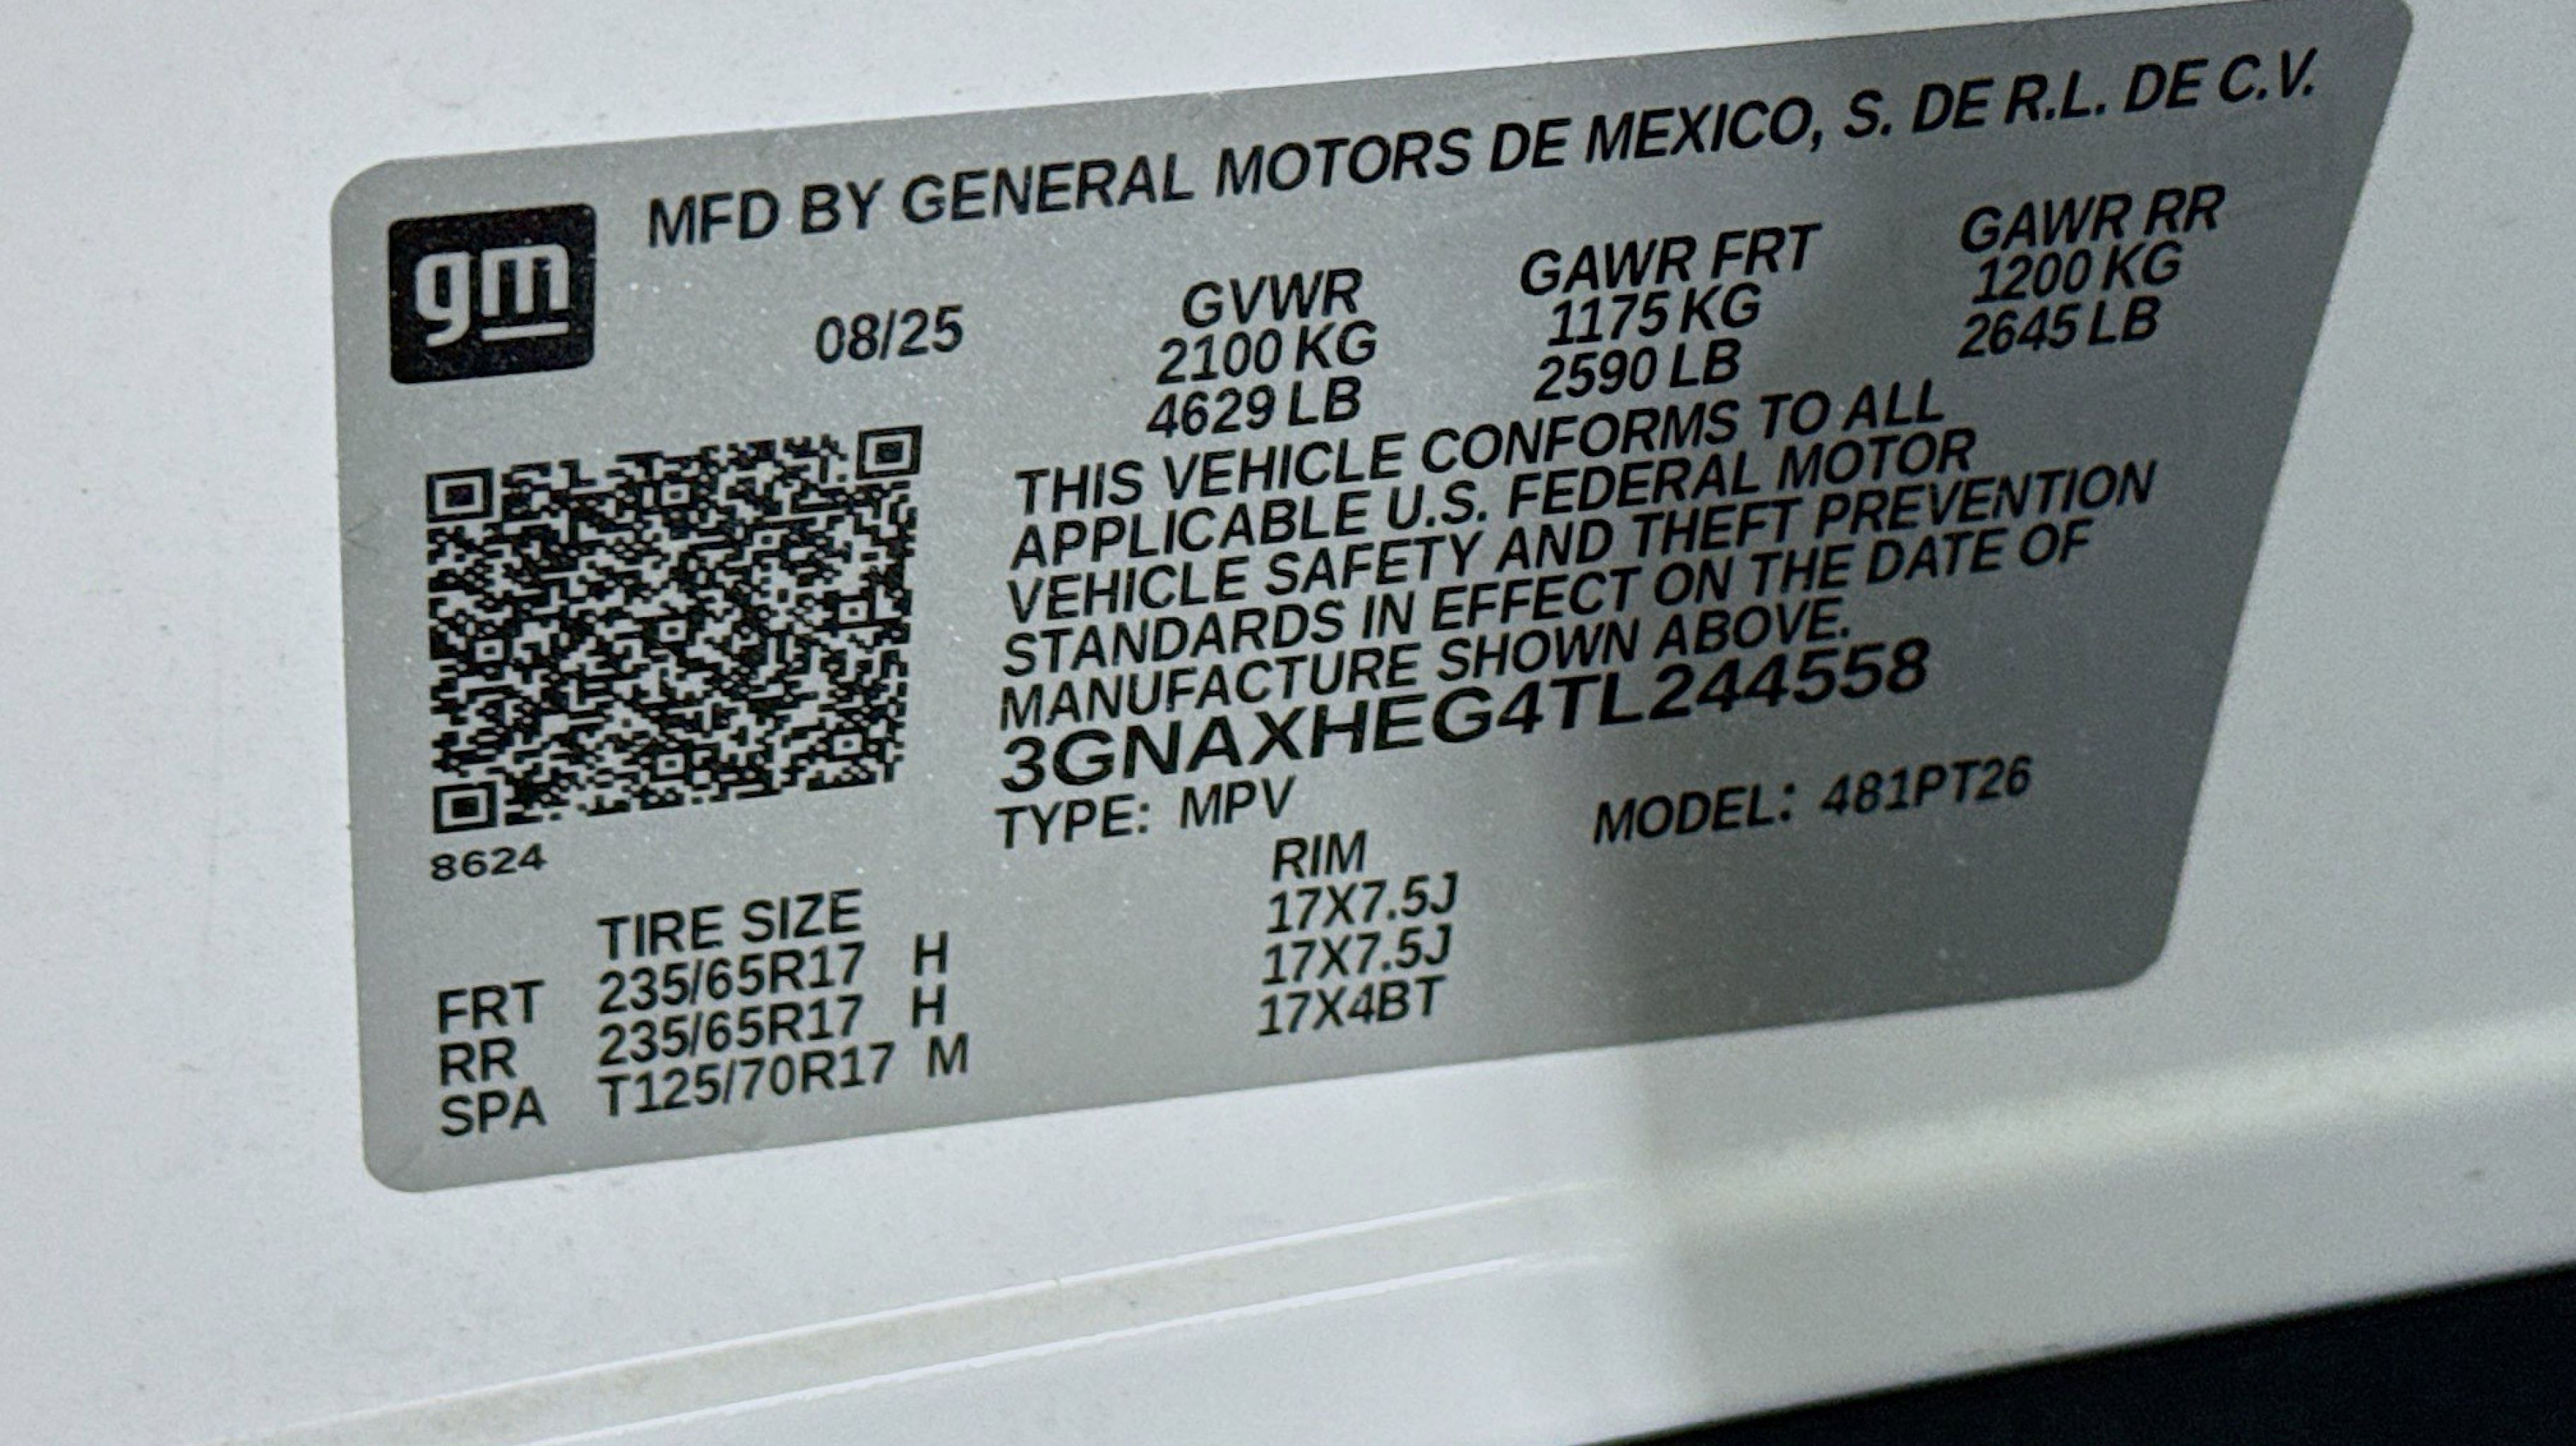 gm
MFD BY GENERAL MOTORS DE MEXICO, S. DE R.L. DE C.V.
08/25
GVWR
2100 KG
4629 LB
GAWR FRT
1175 KG
2590 LB
GAWR RR
1200 KG
2645 LB
THIS VEHICLE CONFORMS TO ALL
APPLICABLE U.S. FEDERAL MOTOR
VEHICLE SAFETY AND THEFT PREVENTION
STANDARDS IN EFFECT ON THE DATE OF
MANUFACTURE SHOWN ABOVE.
3GNAXHEG4TL244558
TYPE: MPV MODEL: 481PT26
8624
TIRE SIZE RIM
FRT 235/65R17 H 17X7.5J
RR 235/65R17 H 17X7.5J
SPA T125/70R17 M 17X4BT